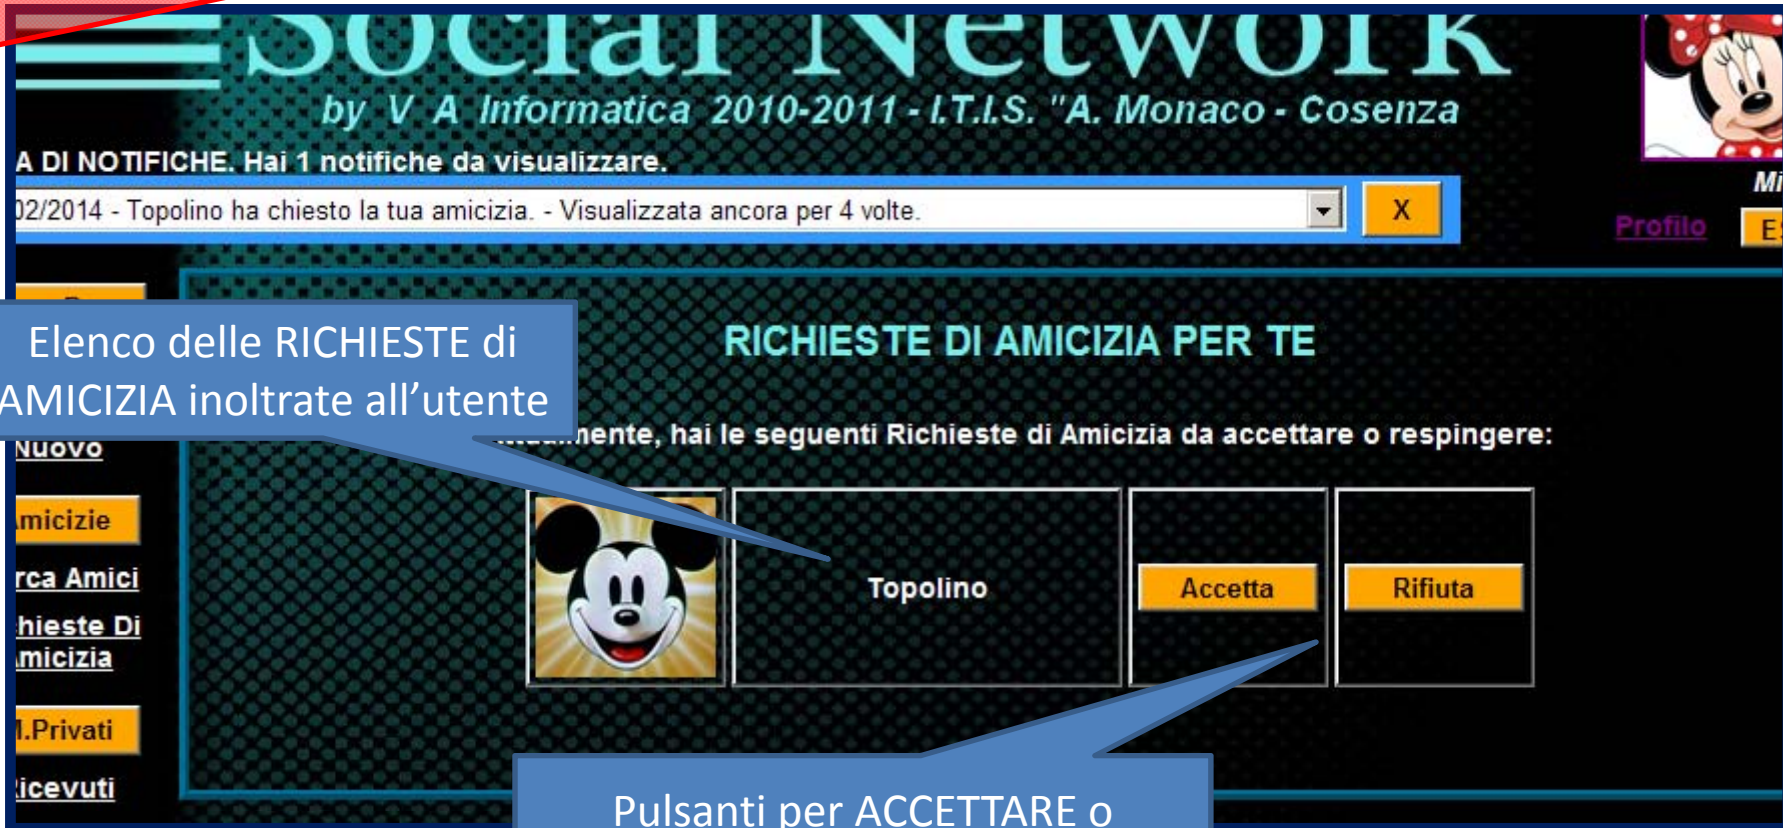 Social Network
by V A Informatica 2010-2011 - I.T.I.S. "A. Monaco - Cosenza
A DI NOTIFICHE. Hai 1 notifiche da visualizzare.
02/2014 - Topolino ha chiesto la tua amicizia. - Visualizzata ancora per 4 volte.
X
Mi
Profilo
ES
Elenco delle RICHIESTE di
AMICIZIA inoltrate all’utente
RICHIESTE DI AMICIZIA PER TE
mente, hai le seguenti Richieste di Amicizia da accettare o respingere:
Nuovo
micizie
rca Amici
hieste Di
micizia
Topolino
Accetta
Rifiuta
M.Privati
icevuti
Pulsanti per ACCETTARE o